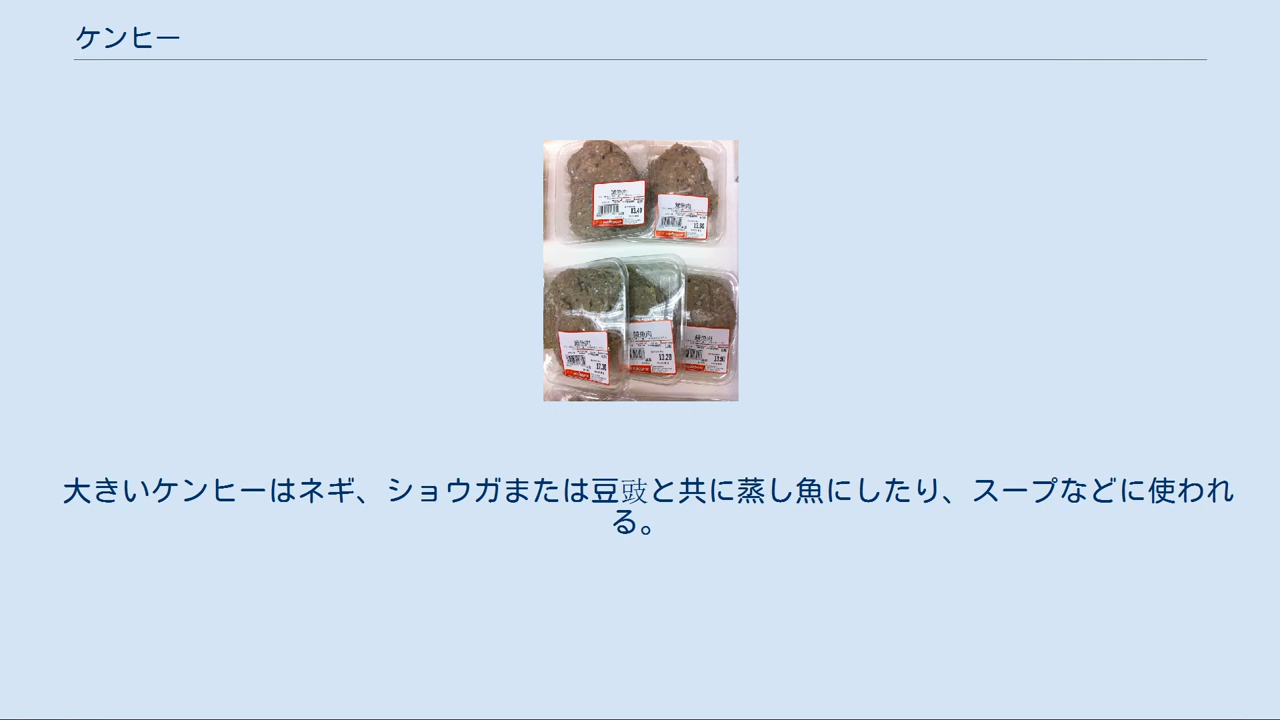 ケンヒー
大きいケンヒーはネギ、ショウガまたは豆豉と共に蒸し魚にしたり、スープなどに使われ
る。